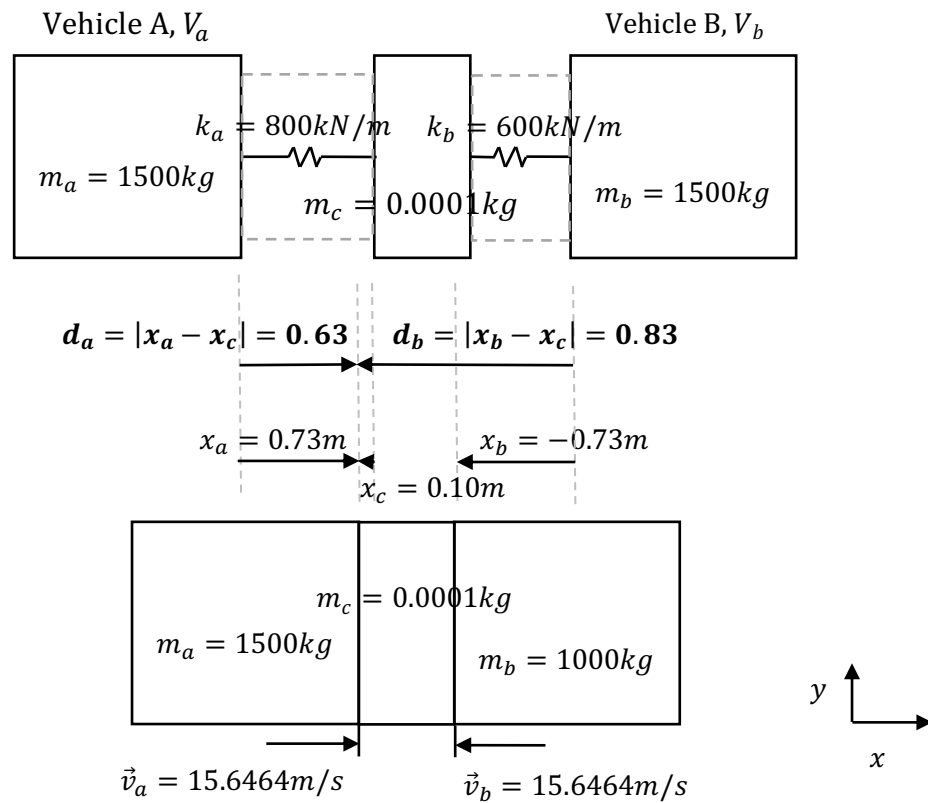 Vehicle A, V_a
Vehicle B, V_b
k_a = 800kN/m
k_b = 600kN/m
m_a = 1500kg
m_c = 0.0001kg
m_b = 1500kg
d_a = |x_a − x_c| = 0.63
d_b = |x_b − x_c| = 0.83
x_a = 0.73m
x_b = −0.73m
x_c = 0.10m
m_c = 0.0001kg
m_a = 1500kg
m_b = 1000kg
y
x
v⃗_a = 15.6464m/s
v⃗_b = 15.6464m/s